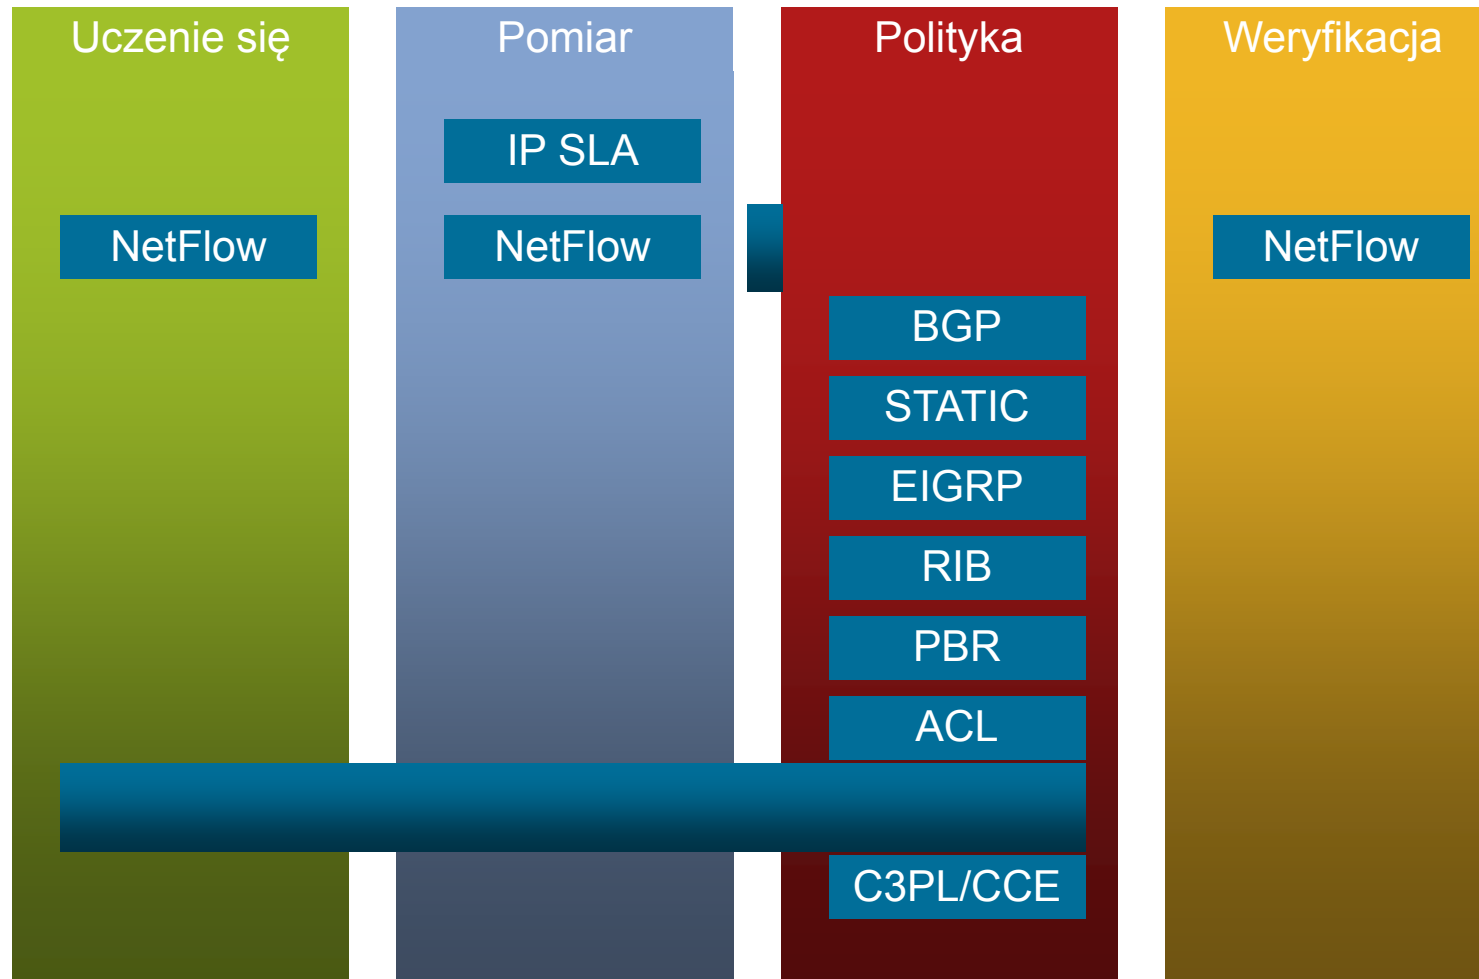 Uczenie się
Pomiar
Polityka
Weryfikacja
IP SLA
NetFlow
NetFlow
NetFlow
BGP
STATIC
EIGRP
RIB
PBR
ACL
C3PL/CCE